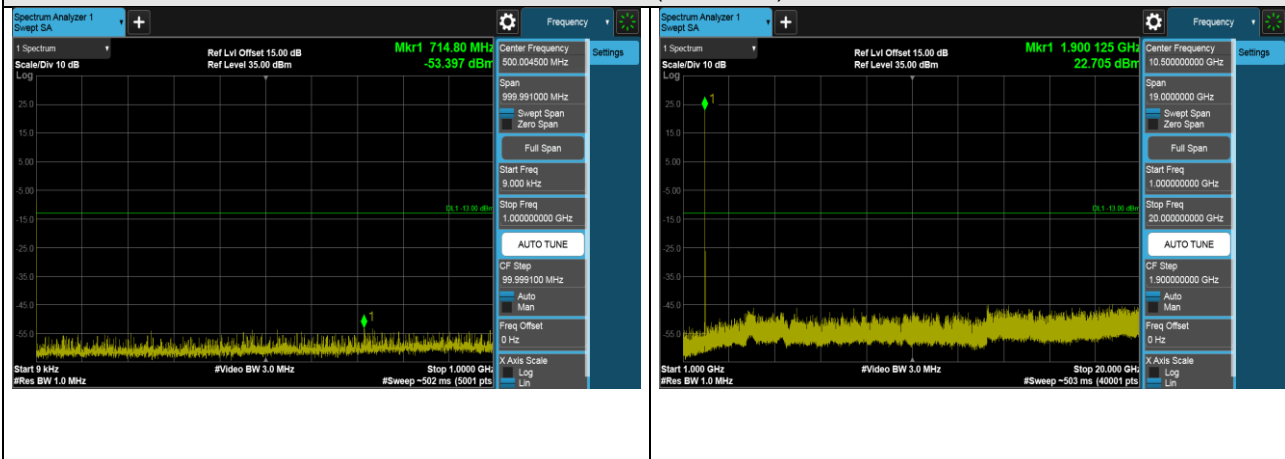 Spectrum Analyzer 1
Swept SA
+
Frequency
1 Spectrum
Scale/Div 10 dB
Log
Ref Lvl Offset 15.00 dB
Ref Level 35.00 dBm
Mkr1 714.80 MHz
-53.397 dBm
25.0
15.0
5.00
-5.00
-15.0
-25.0
-35.0
-45.0
-55.0
DL1 -13.00 dBm
1
Start 9 kHz
#Res BW 1.0 MHz
#Video BW 3.0 MHz
Stop 1.0000 GHz
#Sweep ~502 ms (5001 pts
Center Frequency
500.004500 MHz
Settings
Span
999.991000 MHz
Swept Span
Zero Span
Full Span
Start Freq
9.000 kHz
Stop Freq
1.000000000 GHz
AUTO TUNE
CF Step
99.999100 MHz
Auto
Man
Freq Offset
0 Hz
X Axis Scale
Log
Lin
Spectrum Analyzer 1
Swept SA
+
Frequency
1 Spectrum
Scale/Div 10 dB
Log
Ref Lvl Offset 15.00 dB
Ref Level 35.00 dBm
Mkr1 1.900 125 GHz
22.705 dBm
25.0
15.0
5.00
-5.00
-15.0
-25.0
-35.0
-45.0
-55.0
DL1 -13.00 dBm
1
Start 1.000 GHz
#Res BW 1.0 MHz
#Video BW 3.0 MHz
Stop 20.000 GHz
#Sweep ~503 ms (40001 pts
Center Frequency
10.500000000 GHz
Settings
Span
19.0000000 GHz
Swept Span
Zero Span
Full Span
Start Freq
1.000000000 GHz
Stop Freq
20.000000000 GHz
AUTO TUNE
CF Step
1.900000000 GHz
Auto
Man
Freq Offset
0 Hz
X Axis Scale
Log
Lin